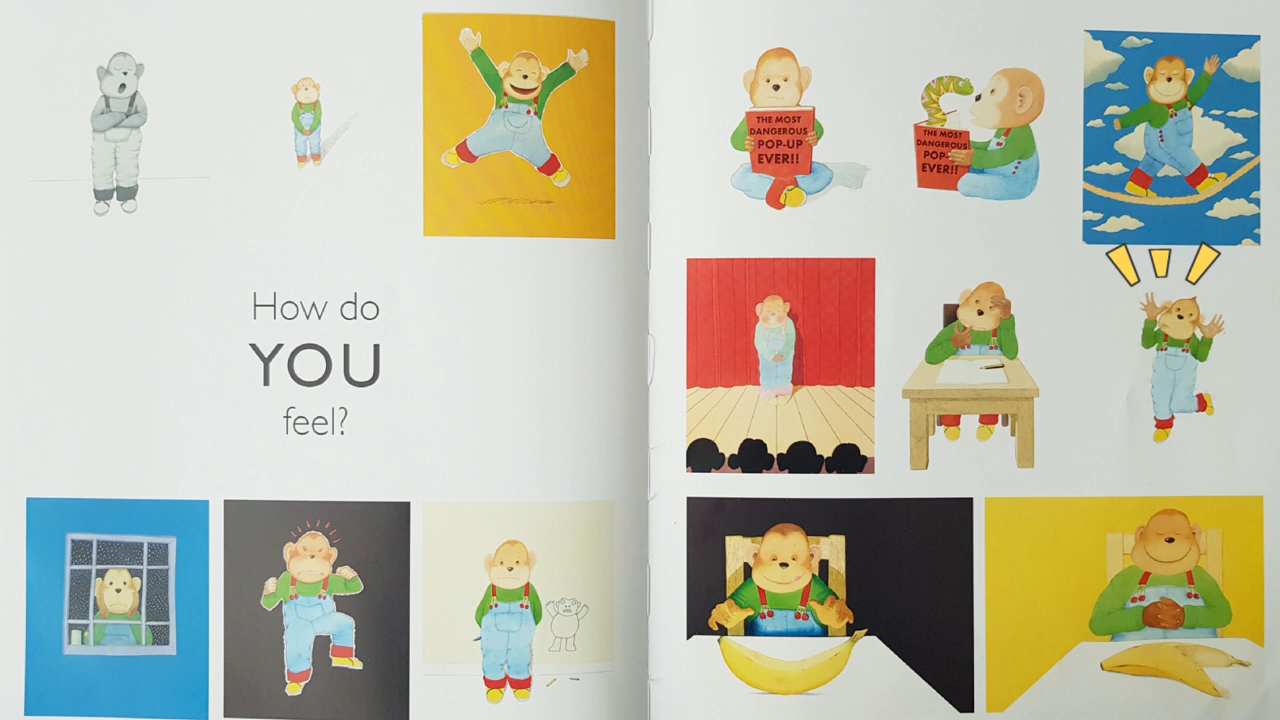 How do
YOU
feel?
THE MOST
DANGEROUS
POP-UP
EVER!!
THE MOST
DANGEROUS
POP-
EVER!!